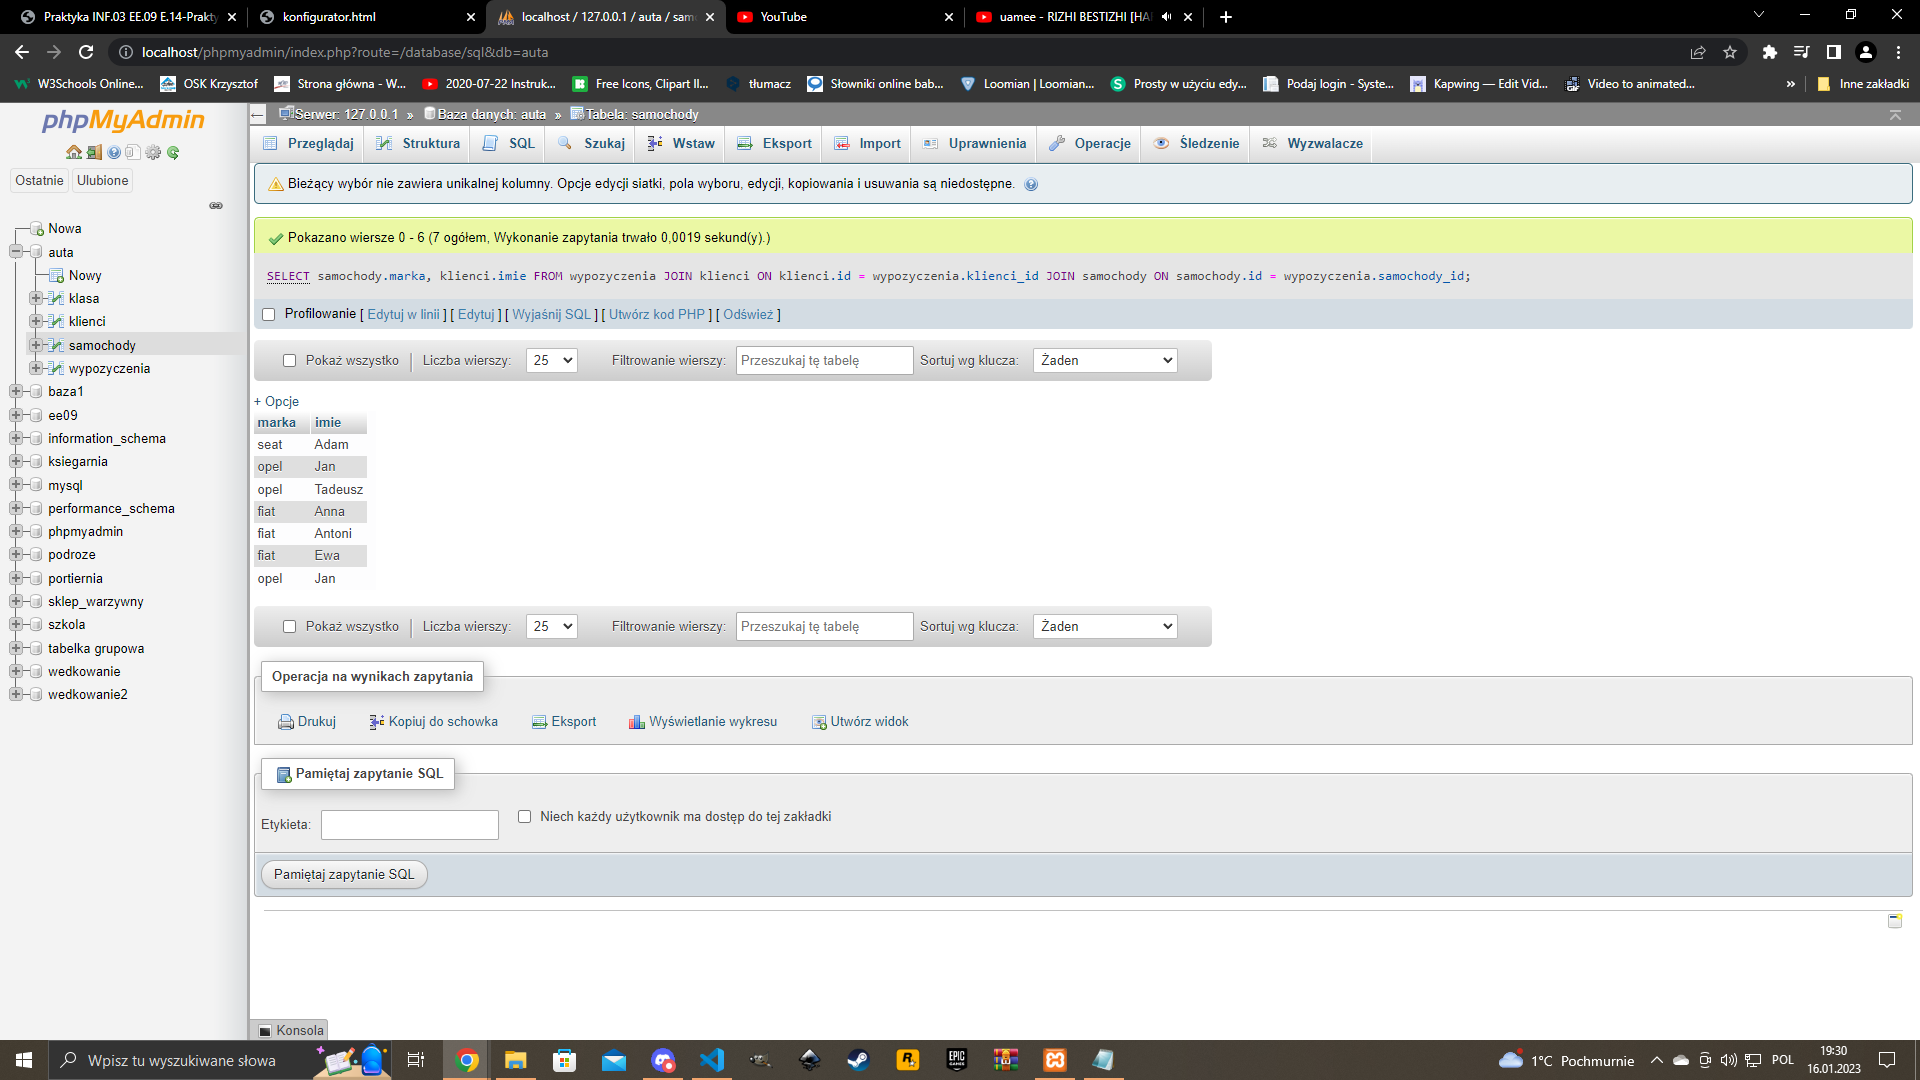 Praktyka INF.03 EE.09 E.14-Prakty
konfigurator.html
localhost / 127.0.0.1 / auta / sam
YouTube
uamee - RIZHI BESTIZHI [HA
localhost/phpmyadmin/index.php?route=/database/sql&db=auta
W3Schools Online...
OSK Krzysztof
Strona główna - W...
2020-07-22 Instruk...
Free Icons, Clipart Il...
tłumacz
Słowniki online bab...
Loomian - Loomian...
Prosty w użyciu edy...
Podaj login - Syste...
Kapwing — Edit Vid...
Video to animated...
»
Inne zakładki
phpMyAdmin
Ostatnie
Ulubione
Nowa
auta
Nowy
klasa
klienci
samochody
wypozyczenia
baza1
ee09
information_schema
ksiegarnia
mysql
performance_schema
phpmyadmin
podroze
portiernia
sklep_warzywny
szkola
tabelka grupowa
wedkowanie
wedkowanie2
Serwer: 127.0.0.1 » Baza danych: auta » Tabela: samochody
Przeglądaj
Struktura
SQL
Szukaj
Wstaw
Eksport
Import
Uprawnienia
Operacje
Śledzenie
Wyzwalacze
Bieżący wybór nie zawiera unikalnej kolumny. Opcje edycji siatki, pola wyboru, edycji, kopiowania i usuwania są niedostępne.
Pokazano wiersze 0 - 6 (7 ogółem, Wykonanie zapytania trwało 0,0019 sekund(y).)
SELECT samochody.marka, klienci.imie FROM wypozyczenia JOIN klienci ON klienci.id = wypozyczenia.klienci_id JOIN samochody ON samochody.id = wypozyczenia.samochody_id;
Profilowanie [ Edytuj w linii ] [ Edytuj ] [ Wyjaśnij SQL ] [ Utwórz kod PHP ] [ Odśwież ]
Pokaż wszystko | Liczba wierszy: 25 Filtrowanie wierszy: Przeszukaj tę tabelę Sortuj wg klucza: Żaden
+ Opcje
marka imie
seat Adam
opel Jan
opel Tadeusz
fiat Anna
fiat Antoni
fiat Ewa
opel Jan
Pokaż wszystko | Liczba wierszy: 25 Filtrowanie wierszy: Przeszukaj tę tabelę Sortuj wg klucza: Żaden
Operacja na wynikach zapytania
Drukuj
Kopiuj do schowka
Eksport
Wyświetlanie wykresu
Utwórz widok
Pamiętaj zapytanie SQL
Etykieta:
Niech każdy użytkownik ma dostęp do tej zakładki
Pamiętaj zapytanie SQL
Konsola
Wpisz tu wyszukiwane słowa
EPIC GAMES
1°C Pochmurnie
POL
19:30
16.01.2023